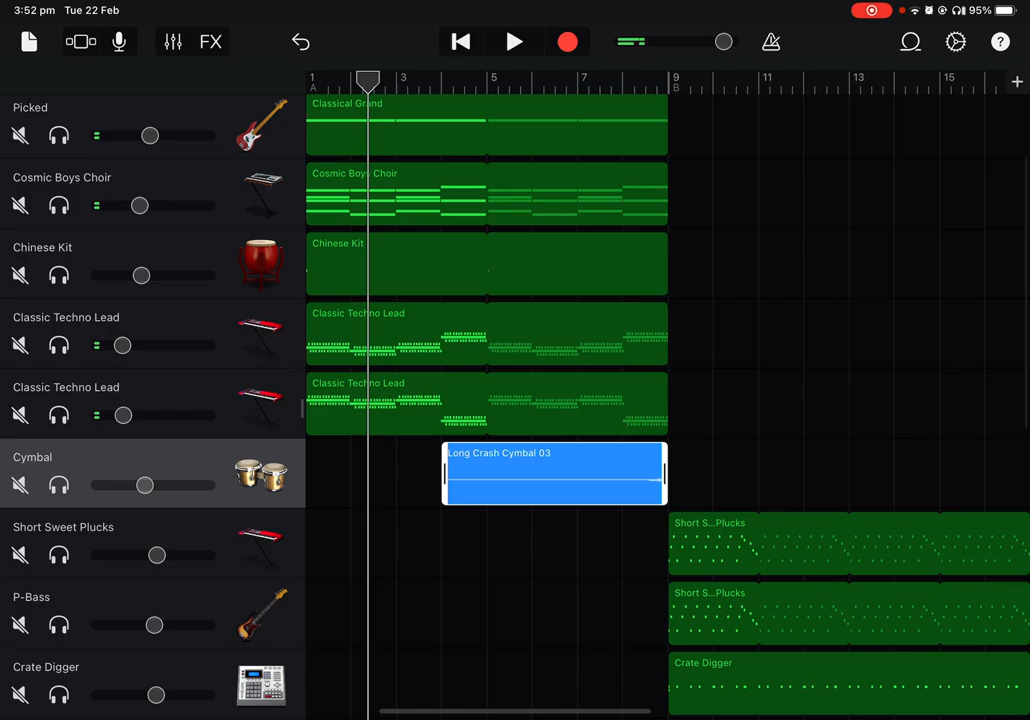 3:52 pm Tue 22 Feb
95%
FX
?
1 3 5 7 9 11 13 15 +
A B
Picked
Classical Grand
Cosmic Boys Choir
Cosmic Boys Choir
Chinese Kit
Chinese Kit
Classic Techno Lead
Classic Techno Lead
Classic Techno Lead
Classic Techno Lead
Cymbal
Long Crash Cymbal 03
Short Sweet Plucks
Short S...Plucks
P-Bass
Short S...Plucks
Crate Digger
Crate Digger